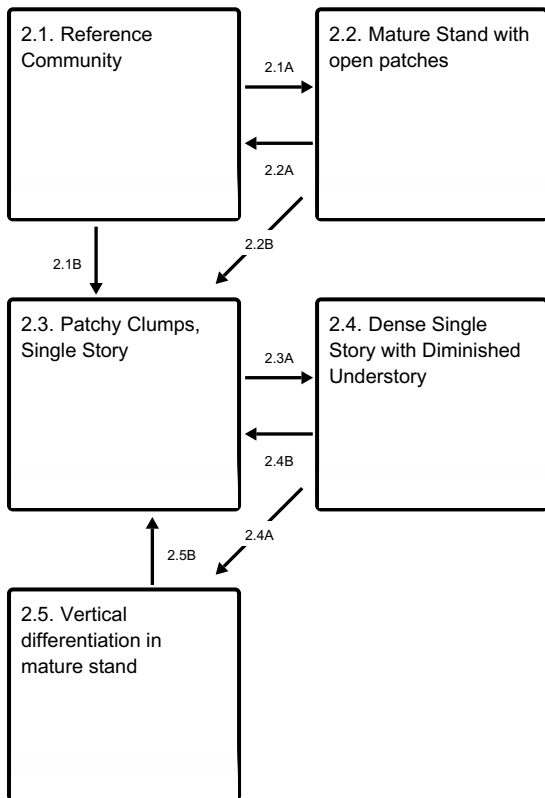 2.1. Reference
Community
2.1A
2.2. Mature Stand with
open patches
2.2A
2.2B
2.1B
2.3. Patchy Clumps,
Single Story
2.3A
2.4. Dense Single
Story with Diminished
Understory
2.4B
2.4A
2.5B
2.5. Vertical
differentiation in
mature stand